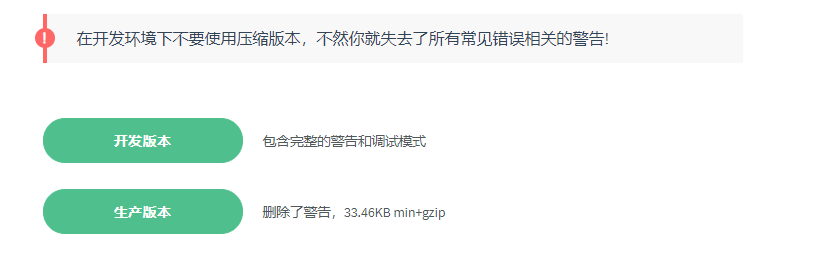 !
在开发环境下不要使用压缩版本，不然你就失去了所有常见错误相关的警告!
开发版本 包含完整的警告和调试模式
生产版本 删除了警告，33.46KB min+gzip